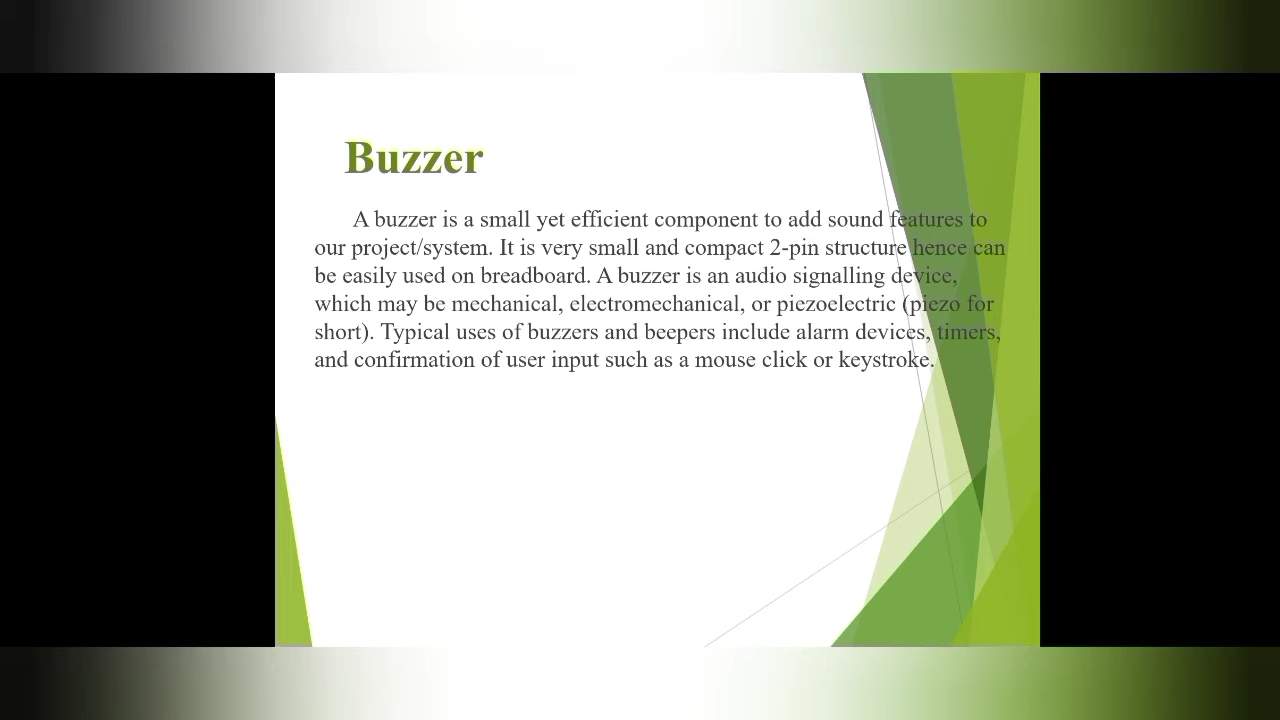 Buzzer
A buzzer is a small yet efficient component to add sound features to
our project/system. It is very small and compact 2-pin structure hence can
be easily used on breadboard. A buzzer is an audio signalling device,
which may be mechanical, electromechanical, or piezoelectric (piezo for
short). Typical uses of buzzers and beepers include alarm devices, timers,
and confirmation of user input such as a mouse click or keystroke.